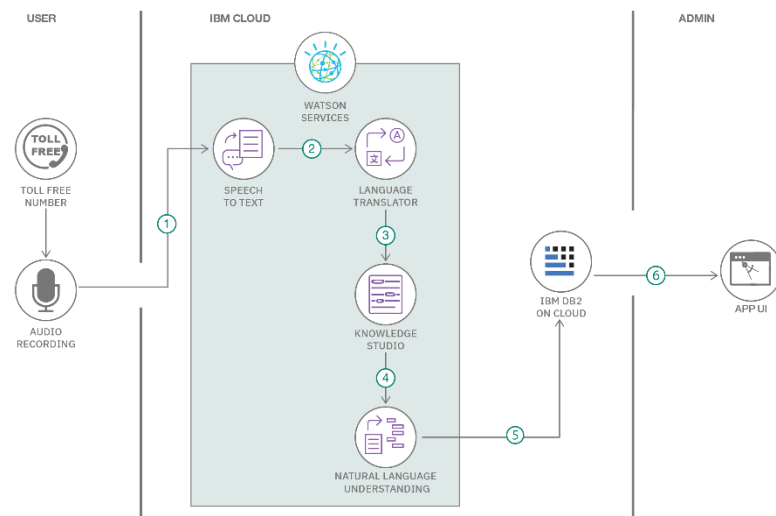 USER
IBM CLOUD
ADMIN
WATSON
SERVICES
TOLL
FREE
TOLL FREE
NUMBER
1
SPEECH
TO TEXT
2
A
文
LANGUAGE
TRANSLATOR
3
AUDIO
RECORDING
KNOWLEDGE
STUDIO
4
NATURAL LANGUAGE
UNDERSTANDING
5
IBM DB2
ON CLOUD
6
APP UI